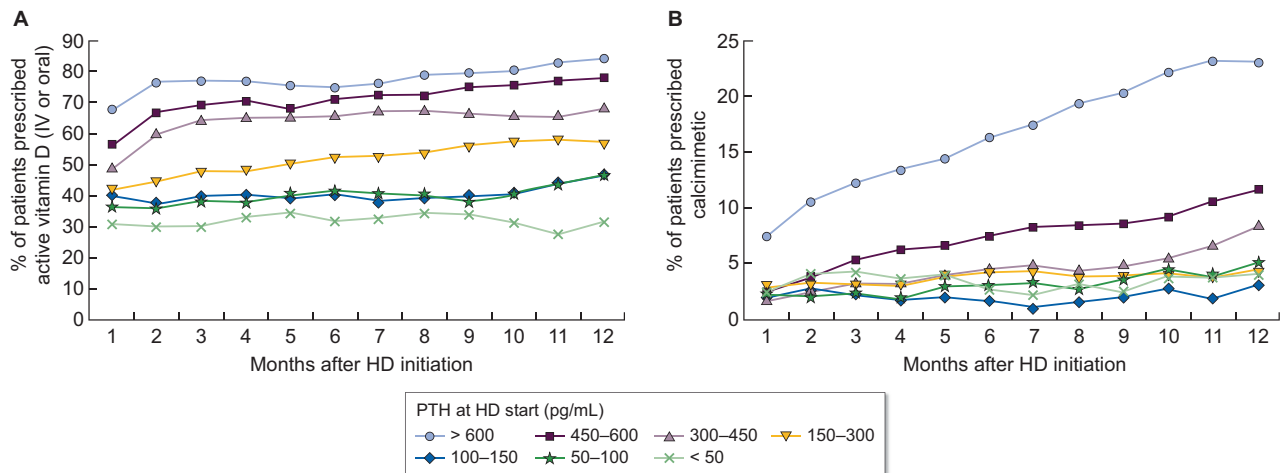 A
% of patients prescribed
active vitamin D (IV or oral)
90
80
70
60
50
40
30
20
10
0
1 2 3 4 5 6 7 8 9 10 11 12
Months after HD initiation
B
% of patients prescribed
calcimimetic
25
20
15
10
5
0
1 2 3 4 5 6 7 8 9 10 11 12
Months after HD initiation
PTH at HD start (pg/mL)
> 600 450–600 300–450 150–300
100–150 50–100 < 50